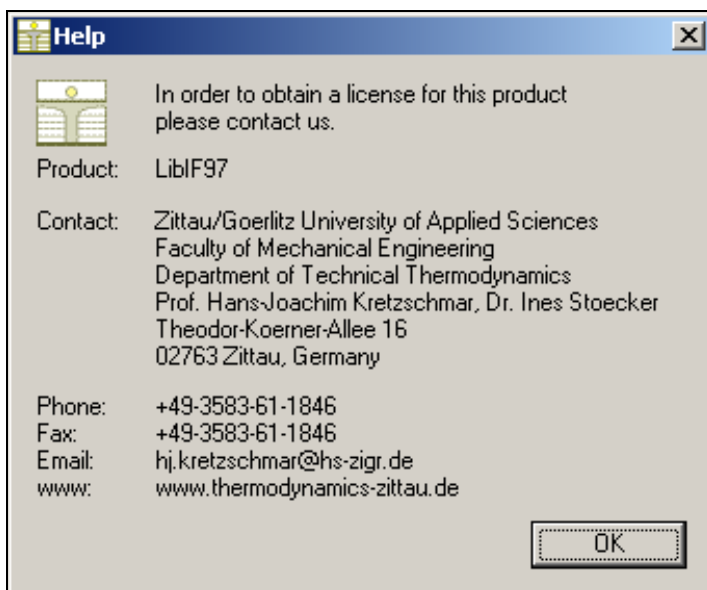 Help
In order to obtain a license for this product
please contact us.
Product: LibIF97
Contact: Zittau/Goerlitz University of Applied Sciences
Faculty of Mechanical Engineering
Department of Technical Thermodynamics
Prof. Hans-Joachim Kretzschmar, Dr. Ines Stoecker
Theodor-Koerner-Allee 16
02763 Zittau, Germany
Phone: +49-3583-61-1846
Fax: +49-3583-61-1846
Email: hj.kretzschmar@hs-zigr.de
www: www.thermodynamics-zittau.de
OK